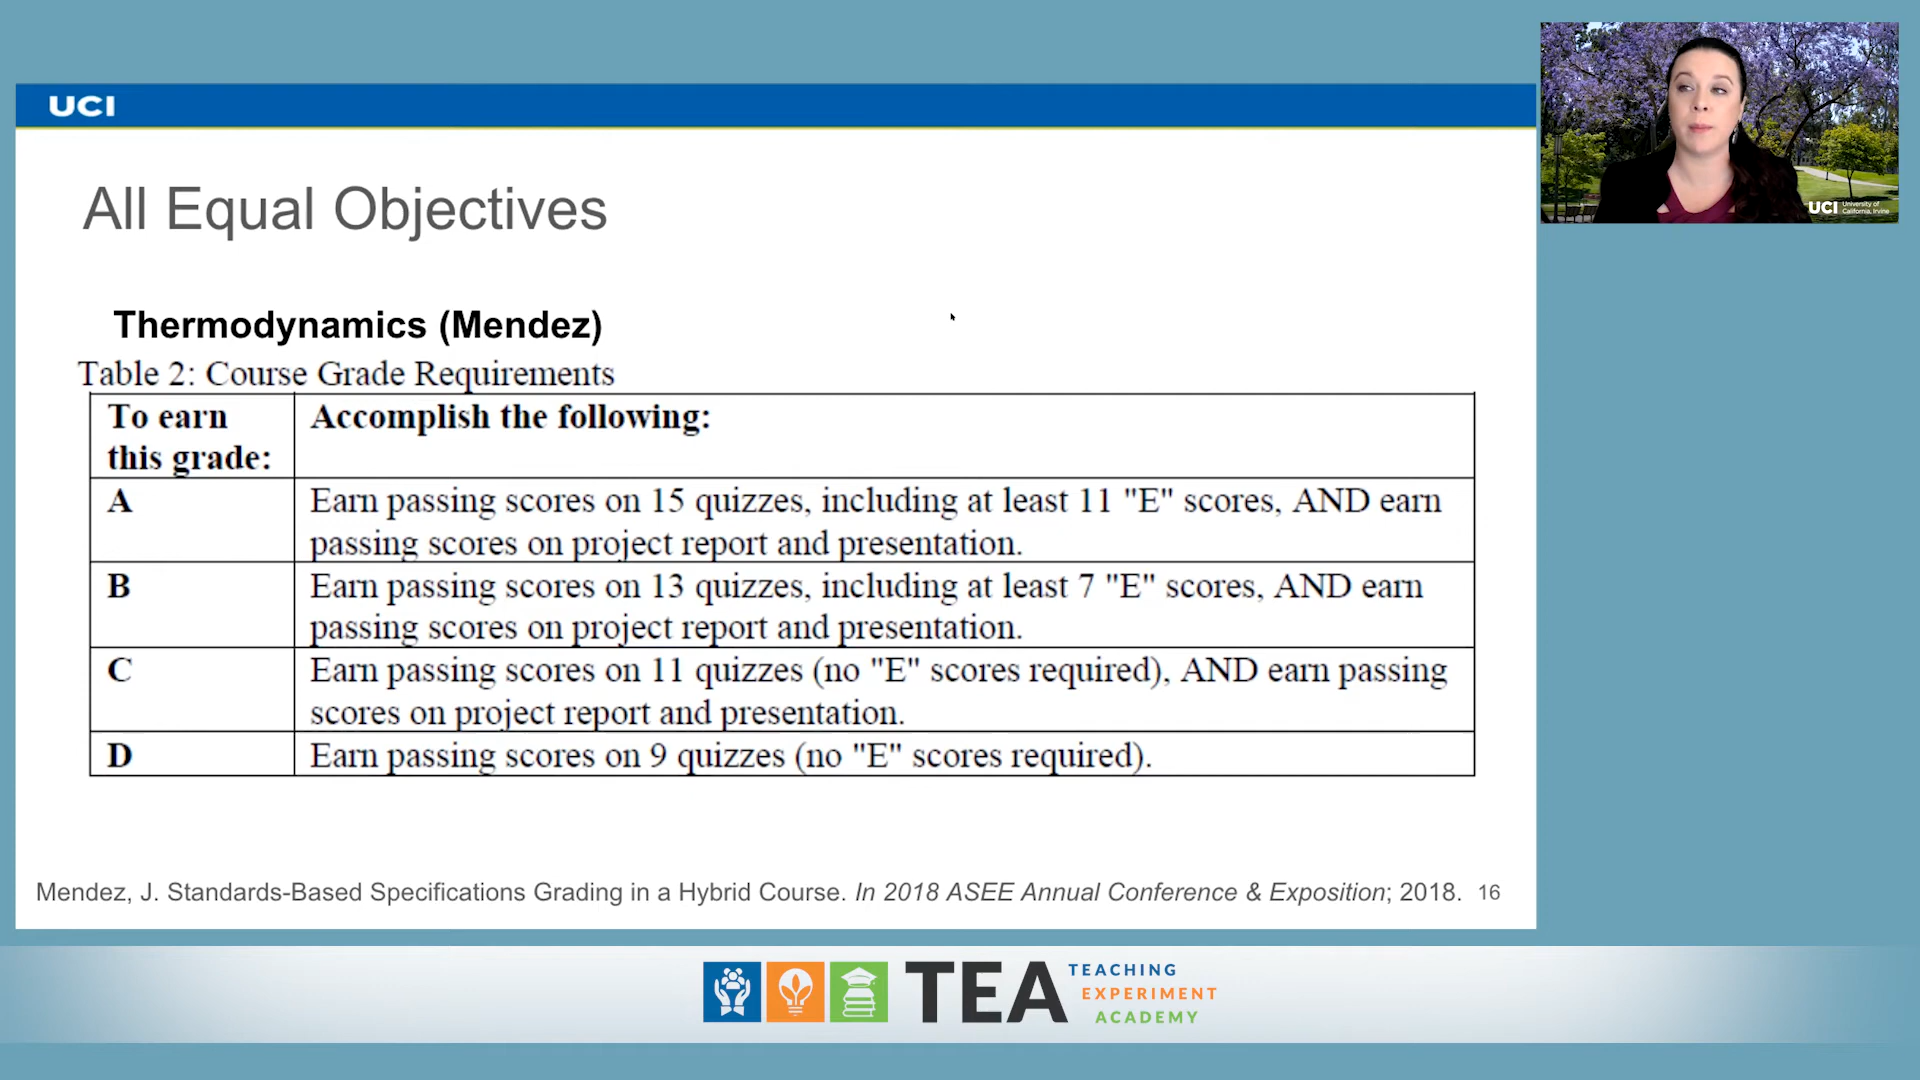 UCI
All Equal Objectives
Thermodynamics (Mendez)
Table 2: Course Grade Requirements
To earn
this grade:
Accomplish the following:
A
Earn passing scores on 15 quizzes, including at least 11 "E" scores, AND earn
passing scores on project report and presentation.
B
Earn passing scores on 13 quizzes, including at least 7 "E" scores, AND earn
passing scores on project report and presentation.
C
Earn passing scores on 11 quizzes (no "E" scores required), AND earn passing
scores on project report and presentation.
D
Earn passing scores on 9 quizzes (no "E" scores required).
Mendez, J. Standards-Based Specifications Grading in a Hybrid Course. In 2018 ASEE Annual Conference & Exposition; 2018. 16
UCI
University of
California, Irvine
TEA
TEACHING
EXPERIMENT
ACADEMY